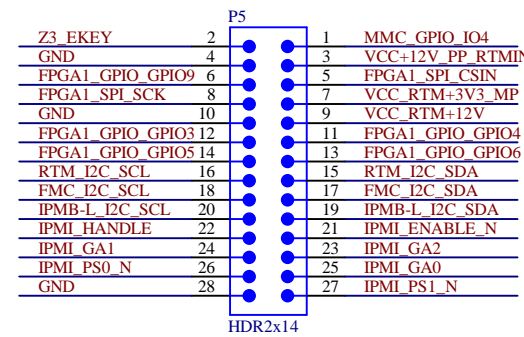 P5
Z3_EKEY 2 1 MMC_GPIO_IO4
GND 4 3 VCC+12V_PP_RTMIN
FPGA1_GPIO_GPIO9 6 5 FPGA1_SPI_CSIN
FPGA1_SPI_SCK 8 7 VCC_RTM+3V3_MP
GND 10 9 VCC_RTM+12V
FPGA1_GPIO_GPIO3 12 11 FPGA1_GPIO_GPIO4
FPGA1_GPIO_GPIO5 14 13 FPGA1_GPIO_GPIO6
RTM_I2C_SCL 16 15 RTM_I2C_SDA
FMC_I2C_SCL 18 17 FMC_I2C_SDA
IPMB-L_I2C_SCL 20 19 IPMB-L_I2C_SDA
IPMI_HANDLE 22 21 IPMI_ENABLE_N
IPMI_GA1 24 23 IPMI_GA2
IPMI_PS0_N 26 25 IPMI_GA0
GND 28 27 IPMI_PS1_N
HDR2x14